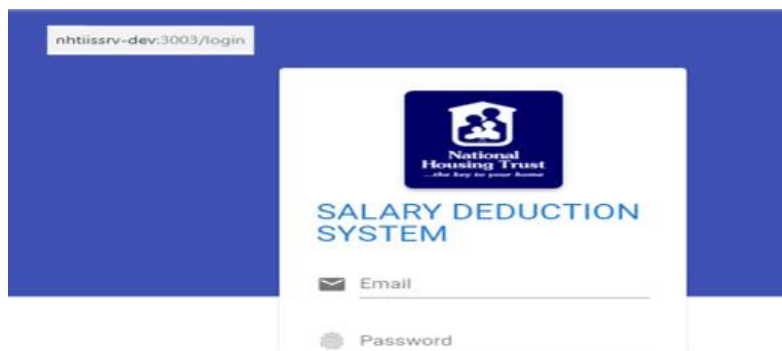 nhtiissrv-dev:3003/login
National
Housing Trust
...the key to your home
SALARY DEDUCTION
SYSTEM
Email
Password